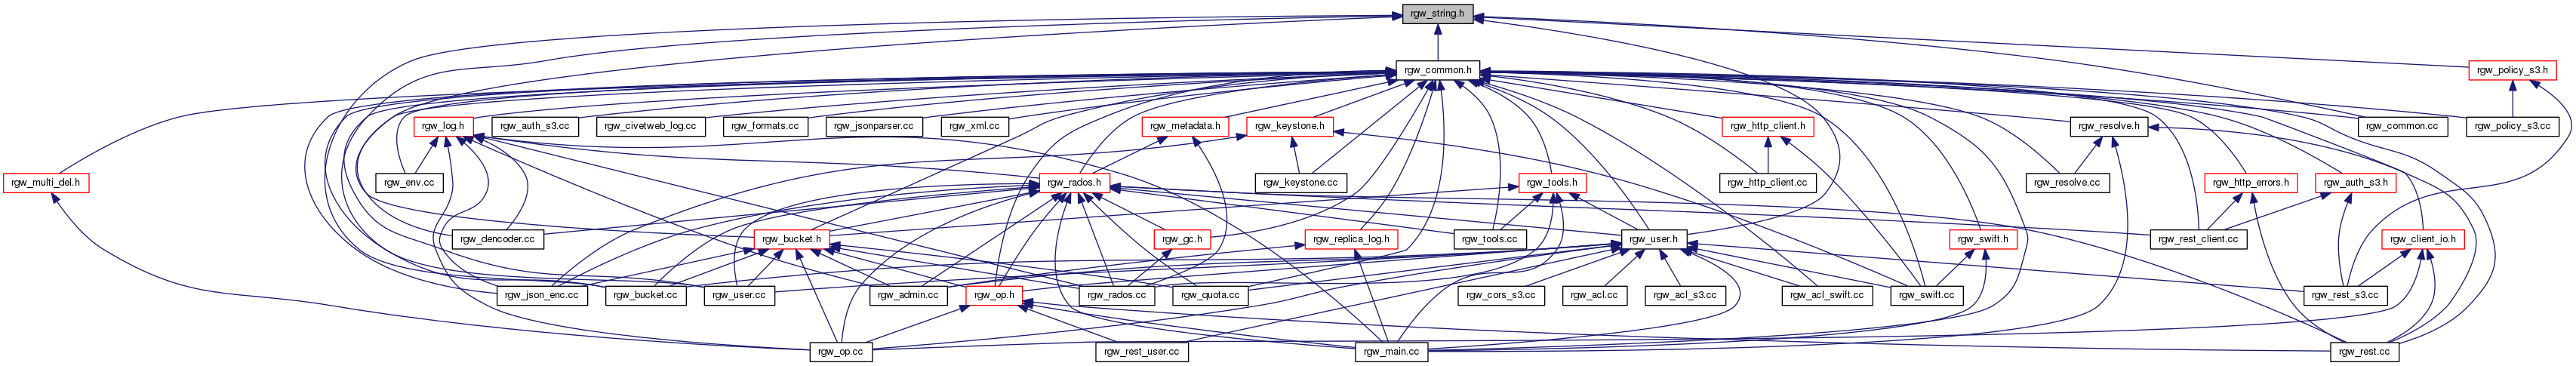 rgw_string.h
rgw_common.h
rgw_policy_s3.h
rgw_log.h
rgw_auth_s3.cc
rgw_civetweb_log.cc
rgw_formats.cc
rgw_jsonparser.cc
rgw_xml.cc
rgw_metadata.h
rgw_keystone.h
rgw_http_client.h
rgw_resolve.h
rgw_common.cc
rgw_policy_s3.cc
rgw_multi_del.h
rgw_env.cc
rgw_rados.h
rgw_keystone.cc
rgw_tools.h
rgw_http_client.cc
rgw_resolve.cc
rgw_http_errors.h
rgw_auth_s3.h
rgw_dencoder.cc
rgw_bucket.h
rgw_gc.h
rgw_tools.cc
rgw_replica_log.h
rgw_user.h
rgw_swift.h
rgw_rest_client.cc
rgw_client_io.h
rgw_json_enc.cc
rgw_bucket.cc
rgw_user.cc
rgw_admin.cc
rgw_op.h
rgw_rados.cc
rgw_quota.cc
rgw_cors_s3.cc
rgw_acl.cc
rgw_acl_s3.cc
rgw_acl_swift.cc
rgw_swift.cc
rgw_rest_s3.cc
rgw_op.cc
rgw_rest_user.cc
rgw_main.cc
rgw_rest.cc